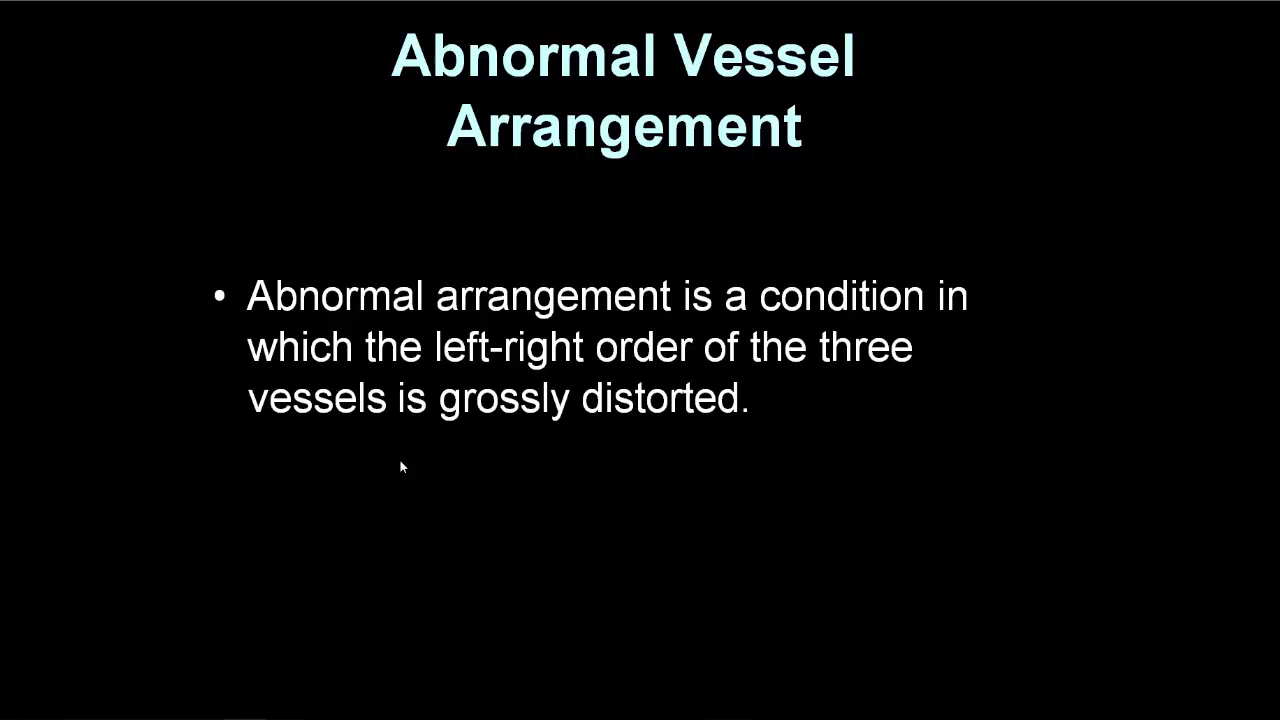 Abnormal Vessel
Arrangement
• Abnormal arrangement is a condition in
which the left-right order of the three
vessels is grossly distorted.